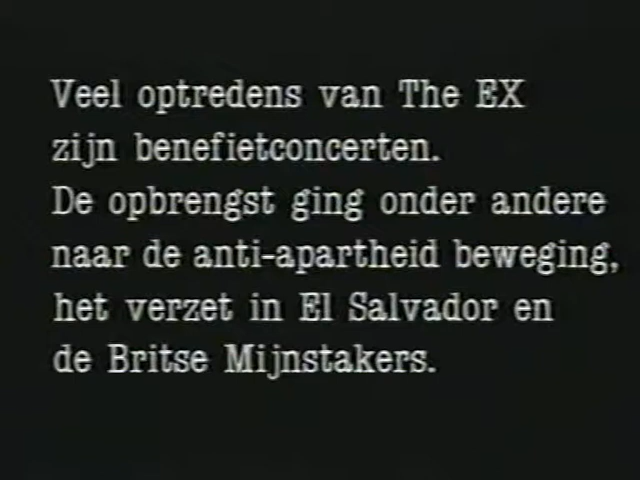 Veel optredens van The EX
zijn benefietconcerten.
De opbrengst ging onder andere
naar de anti-apartheid beweging,
het verzet in El Salvador en
de Britse Mijnstakers.